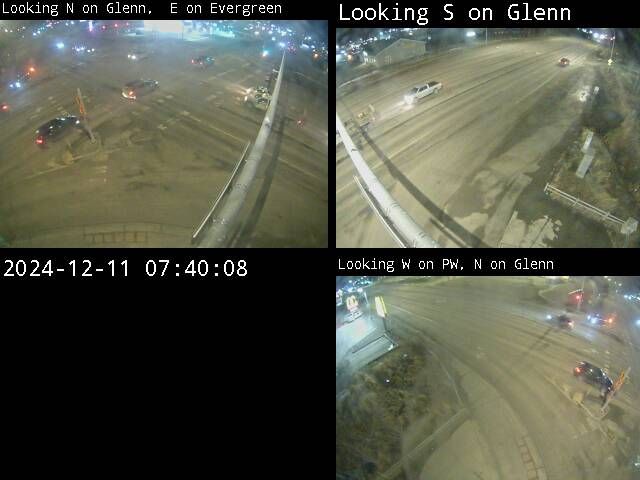 Looking N on Glenn, E on Evergreen
Looking S on Glenn
2024-12-11 07:40:08
Looking W on PW, N on Glenn